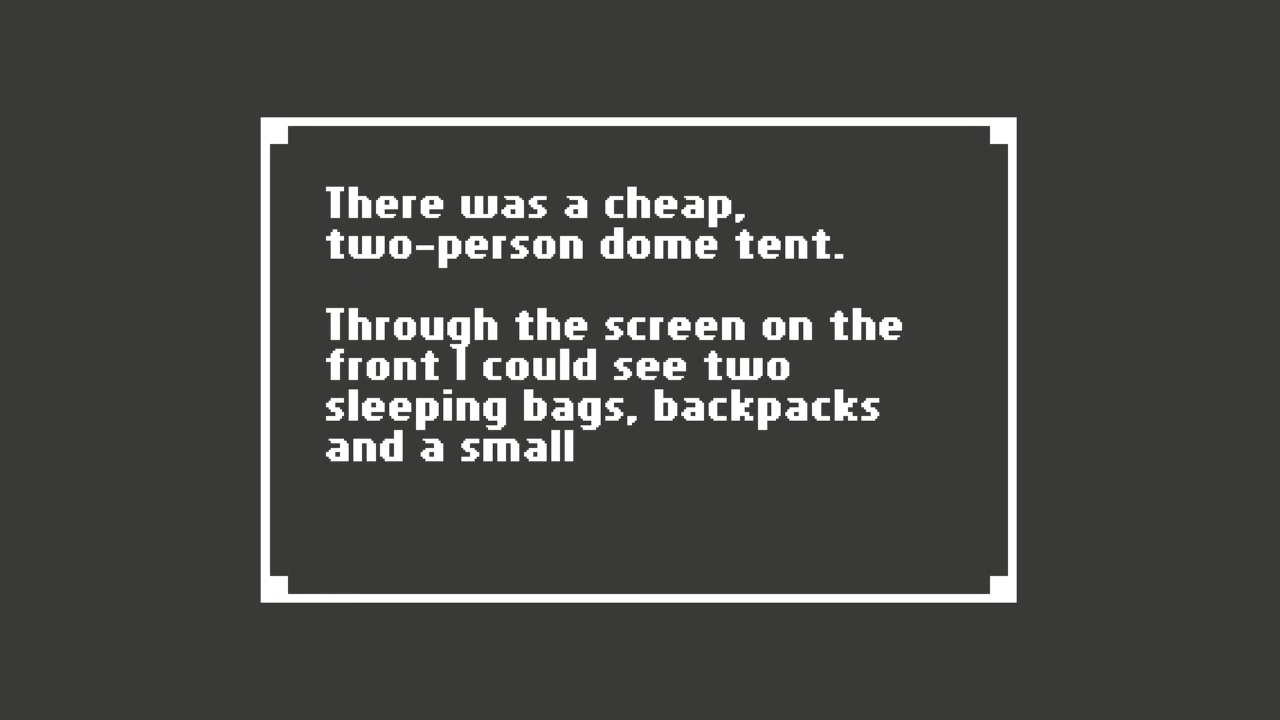 There was a cheap,
two-person dome tent.
Through the screen on the
front I could see two
sleeping bags, backpacks
and a small